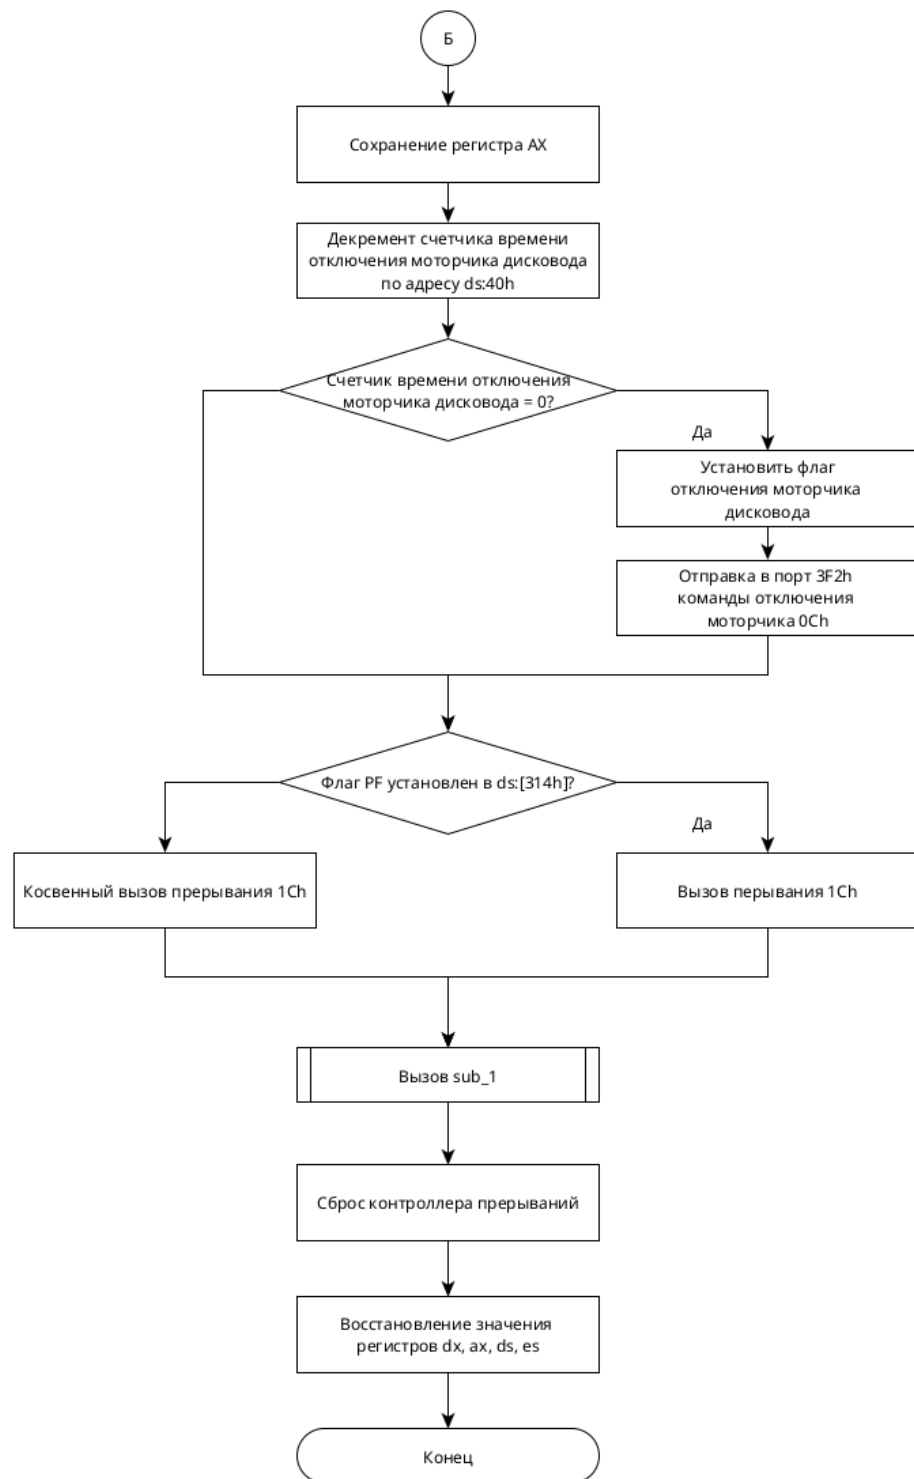 Б
Сохранение регистра AX
Декремент счетчика времени
отключения моторчика дисковода
по адресу ds:40h
Счетчик времени отключения
моторчика дисковода = 0?
Да
Установить флаг
отключения моторчика
дисковода
Отправка в порт 3F2h
команды отключения
моторчика 0Ch
Флаг PF установлен в ds:[314h]?
Да
Косвенный вызов прерывания 1Ch
Вызов перывания 1Ch
Вызов sub_1
Сброс контроллера прерываний
Восстановление значения
регистров dx, ax, ds, es
Конец